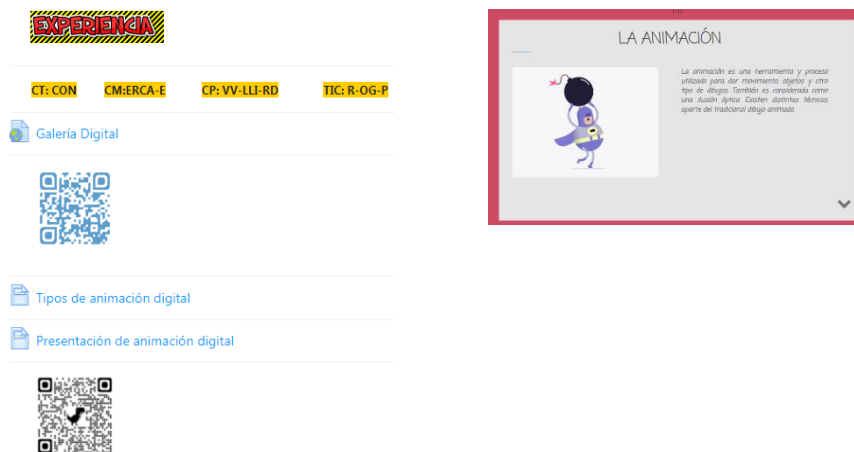 EXPERIENCIA
CT: CON CM:ERCA-E CP: VV-LLI-RD TIC: R-OG-P
Galería Digital
Tipos de animación digital
Presentación de animación digital
LA ANIMACIÓN
La animación es una herramienta y proceso
utilizado para dar movimiento objetos y otro
tipo de dibujos. También es considerada como
una ilusión óptica. Existen distintas técnicas
aparte del tradicional dibujo animado.